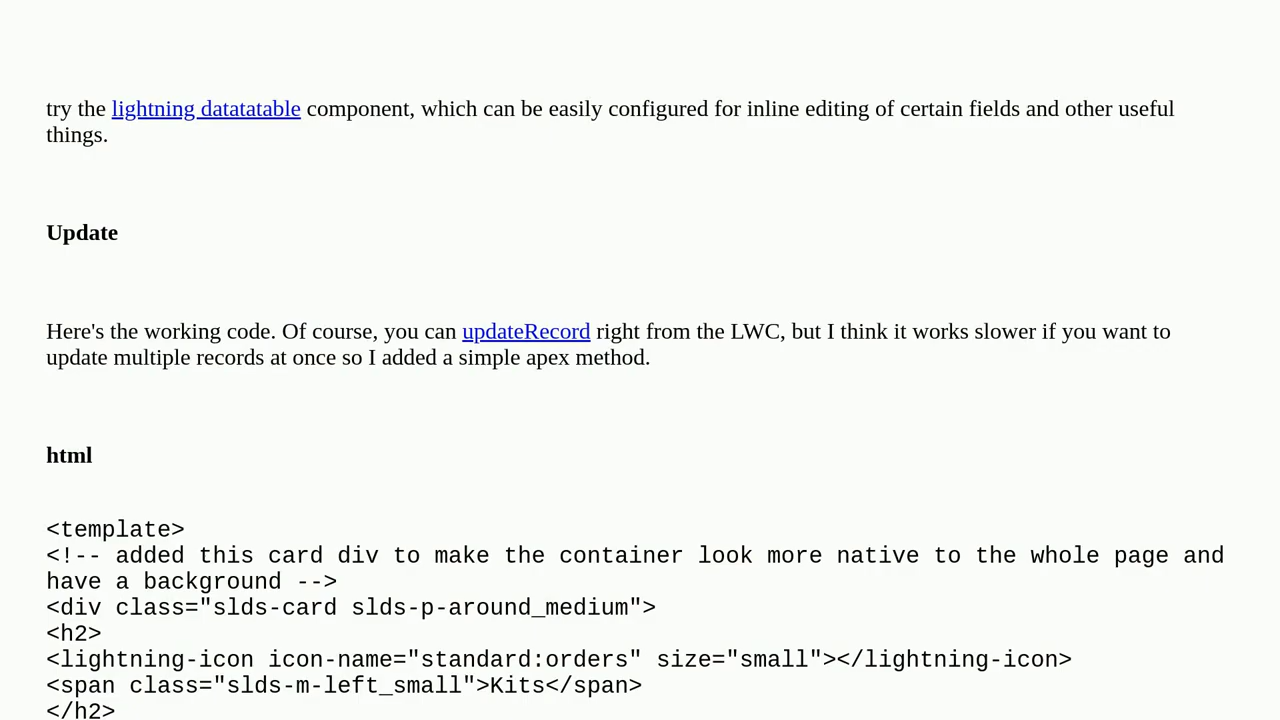 try the lightning datatatable component, which can be easily configured for inline editing of certain fields and other useful
things.
Update
Here's the working code. Of course, you can updateRecord right from the LWC, but I think it works slower if you want to
update multiple records at once so I added a simple apex method.
html
<template>
<!-- added this card div to make the container look more native to the whole page and
have a background -->
<div class="slds-card slds-p-around_medium">
<h2>
<lightning-icon icon-name="standard:orders" size="small"></lightning-icon>
<span class="slds-m-left_small">Kits</span>
</h2>